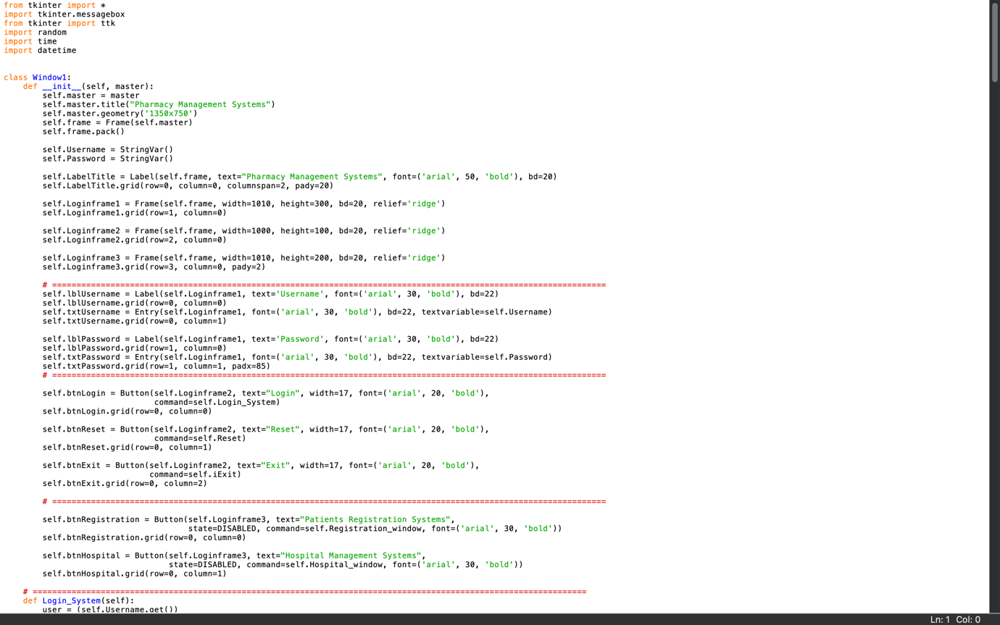 from tkinter import *
import tkinter.messagebox
from tkinter import ttk
import random
import time
import datetime
class Window1:
    def __init__(self, master):
        self.master = master
        self.master.title("Pharmacy Management Systems")
        self.master.geometry('1350x750')
        self.frame = Frame(self.master)
        self.frame.pack()
        self.Username = StringVar()
        self.Password = StringVar()
        self.LabelTitle = Label(self.frame, text="Pharmacy Management Systems", font=('arial', 50, 'bold'), bd=20)
        self.LabelTitle.grid(row=0, column=0, columnspan=2, pady=20)
        self.Loginframe1 = Frame(self.frame, width=1010, height=300, bd=20, relief='ridge')
        self.Loginframe1.grid(row=1, column=0)
        self.Loginframe2 = Frame(self.frame, width=1000, height=100, bd=20, relief='ridge')
        self.Loginframe2.grid(row=2, column=0)
        self.Loginframe3 = Frame(self.frame, width=1010, height=200, bd=20, relief='ridge')
        self.Loginframe3.grid(row=3, column=0, pady=2)
        # ==================================================================================================================
        self.lblUsername = Label(self.Loginframe1, text='Username', font=('arial', 30, 'bold'), bd=22)
        self.lblUsername.grid(row=0, column=0)
        self.txtUsername = Entry(self.Loginframe1, font=('arial', 30, 'bold'), bd=22, textvariable=self.Username)
        self.txtUsername.grid(row=0, column=1)
        self.lblPassword = Label(self.Loginframe1, text='Password', font=('arial', 30, 'bold'), bd=22)
        self.lblPassword.grid(row=1, column=0)
        self.txtPassword = Entry(self.Loginframe1, font=('arial', 30, 'bold'), bd=22, textvariable=self.Password)
        self.txtPassword.grid(row=1, column=1, padx=85)
        # ==================================================================================================================
        self.btnLogin = Button(self.Loginframe2, text="Login", width=17, font=('arial', 20, 'bold'),
                               command=self.Login_System)
        self.btnLogin.grid(row=0, column=0)
        self.btnReset = Button(self.Loginframe2, text="Reset", width=17, font=('arial', 20, 'bold'),
                               command=self.Reset)
        self.btnReset.grid(row=0, column=1)
        self.btnExit = Button(self.Loginframe2, text="Exit", width=17, font=('arial', 20, 'bold'),
                              command=self.iExit)
        self.btnExit.grid(row=0, column=2)
        # ==================================================================================================================
        self.btnRegistration = Button(self.Loginframe3, text="Patients Registration Systems",
                                      state=DISABLED, command=self.Registration_window, font=('arial', 30, 'bold'))
        self.btnRegistration.grid(row=0, column=0)
        self.btnHospital = Button(self.Loginframe3, text="Hospital Management Systems",
                                  state=DISABLED, command=self.Hospital_window, font=('arial', 30, 'bold'))
        self.btnHospital.grid(row=0, column=1)
    # ==================================================================================================================
    def Login_System(self):
        user = (self.Username.get())
Ln: 1 Col: 0